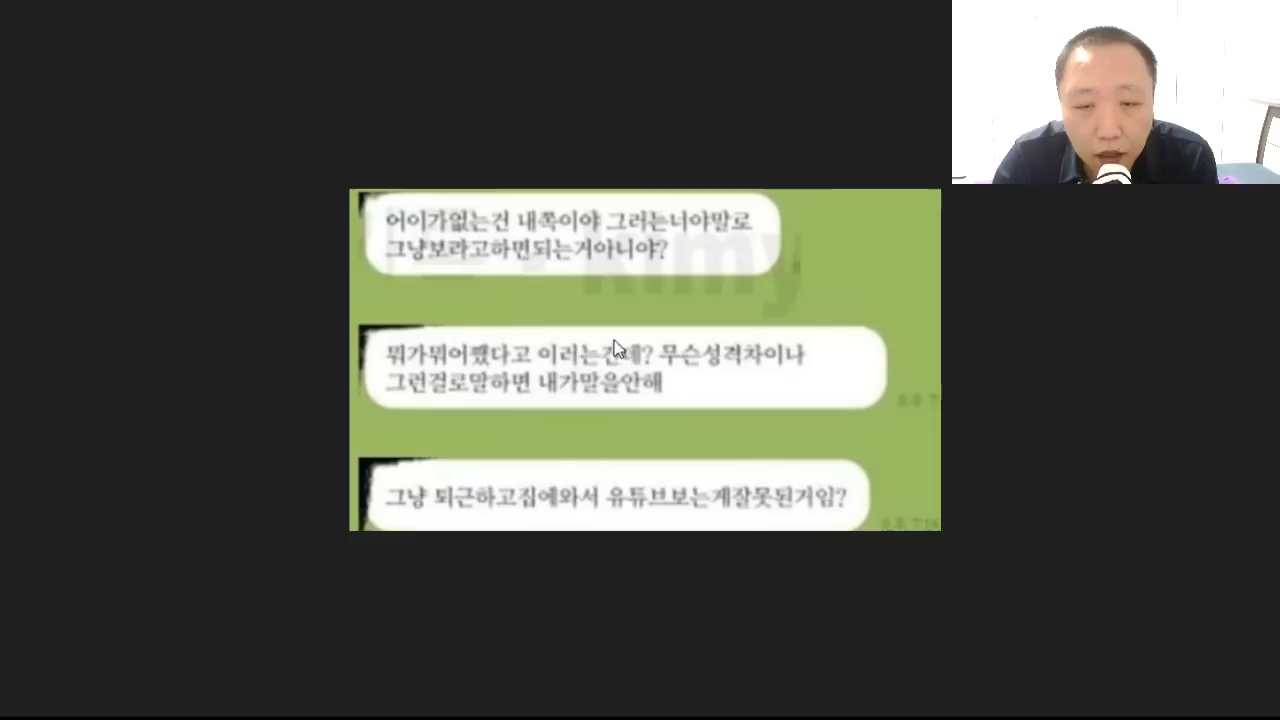 어이가없는건 내쪽이야 그러는너야말로
그냥보라고하면되는거아니야?
뭐가뭐어쨌다고 이러는건데? 무슨성격차이나
그런걸로말하면 내가말을안해
그냥 퇴근하고집에와서 유튜브보는게잘못된거임?
kimy